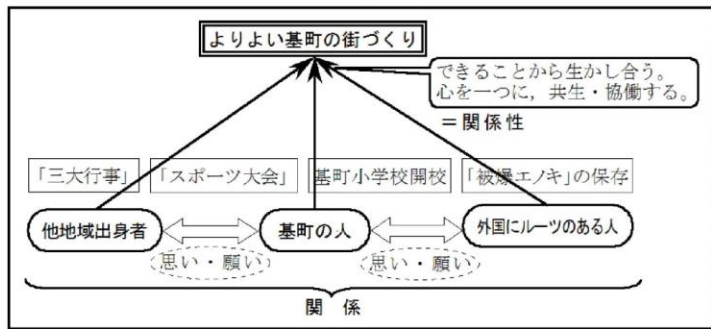 よりよい基町の街づくり
できることから生かし合う。
心を一つに，共生・協働する。
＝関係性
「三大行事」
「スポーツ大会」
基町小学校開校
「被爆エノキ」の保存
他地域出身者
基町の人
外国にルーツのある人
思い・願い
思い・願い
関 係